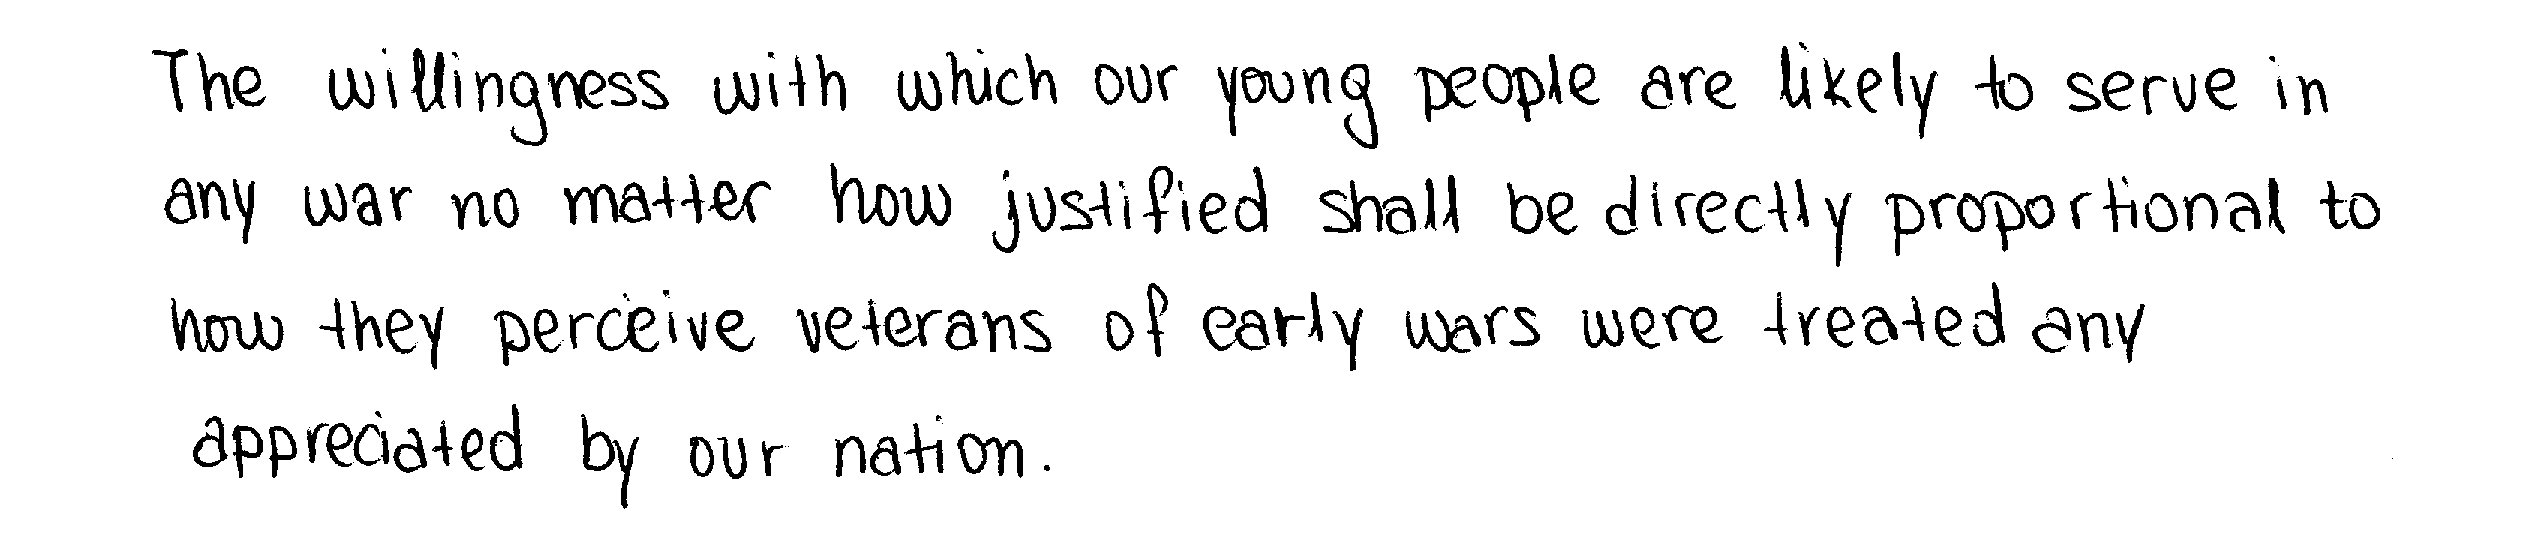 The willingness with which our young people are likely to serve in
any war no matter how justified shall be directly proportional to
how they perceive veterans of early wars were treated any
appreciated by our nation.